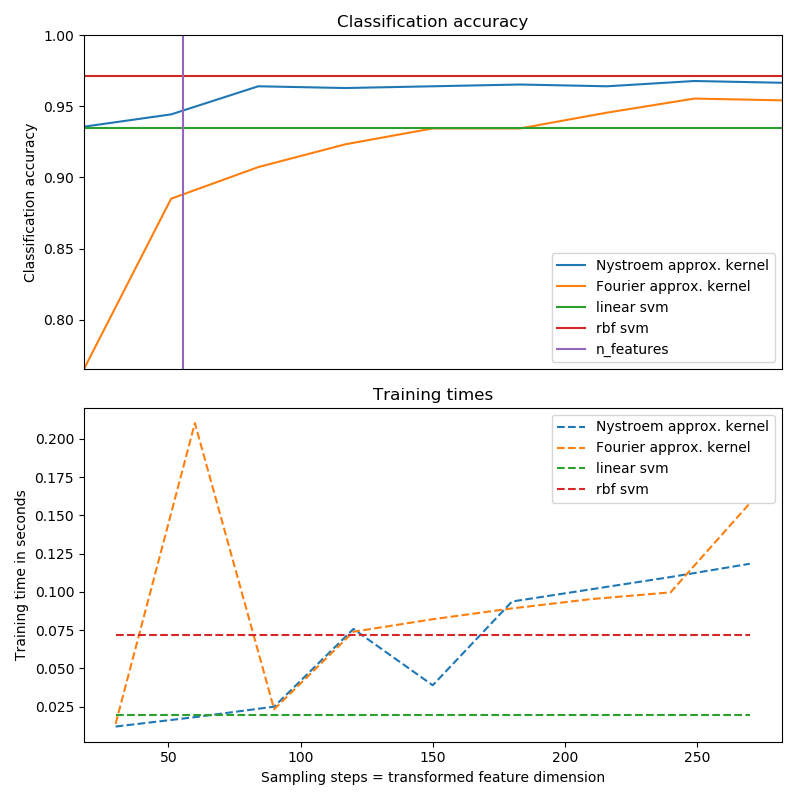 Classification accuracy
1.00
0.95
0.90
0.85
0.80
Classification accuracy
Nystroem approx. kernel
Fourier approx. kernel
linear svm
rbf svm
n_features
Training times
0.200
0.175
0.150
0.125
0.100
0.075
0.050
0.025
Training time in seconds
Nystroem approx. kernel
Fourier approx. kernel
linear svm
rbf svm
50 100 150 200 250
Sampling steps = transformed feature dimension